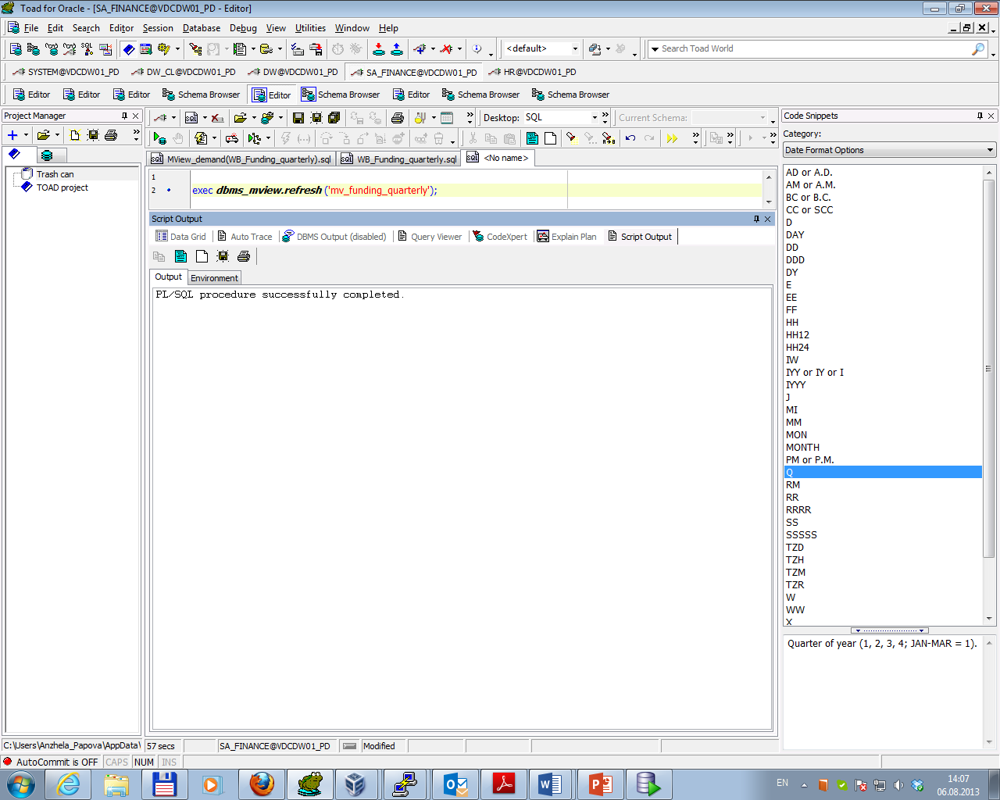 Toad for Oracle - [SA_FINANCE@VDCDW01_PD - Editor]
File Edit Search Editor Session Database Debug View Utilities Window Help
SQL <default> Search Toad World
SYSTEM@VDCDW01_PD DW_CL@VDCDW01_PD DW@VDCDW01_PD SA_FINANCE@VDCDW01_PD HR@VDCDW01_PD
Editor Editor Editor Schema Browser Editor Schema Browser Editor Schema Browser Schema Browser
Project Manager
Trash can
TOAD project
Desktop: SQL Current Schema:
MView_demand(WB_Funding_quarterly).sql WB_Funding_quarterly.sql <No name>
1
2 exec dbms_mview.refresh ('mv_funding_quarterly');
Script Output
Data Grid Auto Trace DBMS Output (disabled) Query Viewer CodeXpert Explain Plan Script Output
Output Environment
PL/SQL procedure successfully completed.
Code Snippets
Category:
Date Format Options
AD or A.D.
AM or A.M.
BC or B.C.
CC or SCC
D
DAY
DD
DDD
DY
E
EE
FF
HH
HH12
HH24
IW
IYY or IY or I
IYYY
J
MI
MM
MON
MONTH
PM or P.M.
Q
RM
RR
RRRR
SS
SSSSS
TZD
TZH
TZM
TZR
W
WW
X
Quarter of year (1, 2, 3, 4; JAN-MAR = 1).
C:\Users\Anzhela_Papova\AppData\ 57 secs SA_FINANCE@VDCDW01_PD Modified
AutoCommit is OFF CAPS NUM INS
EN 14:07
06.08.2013